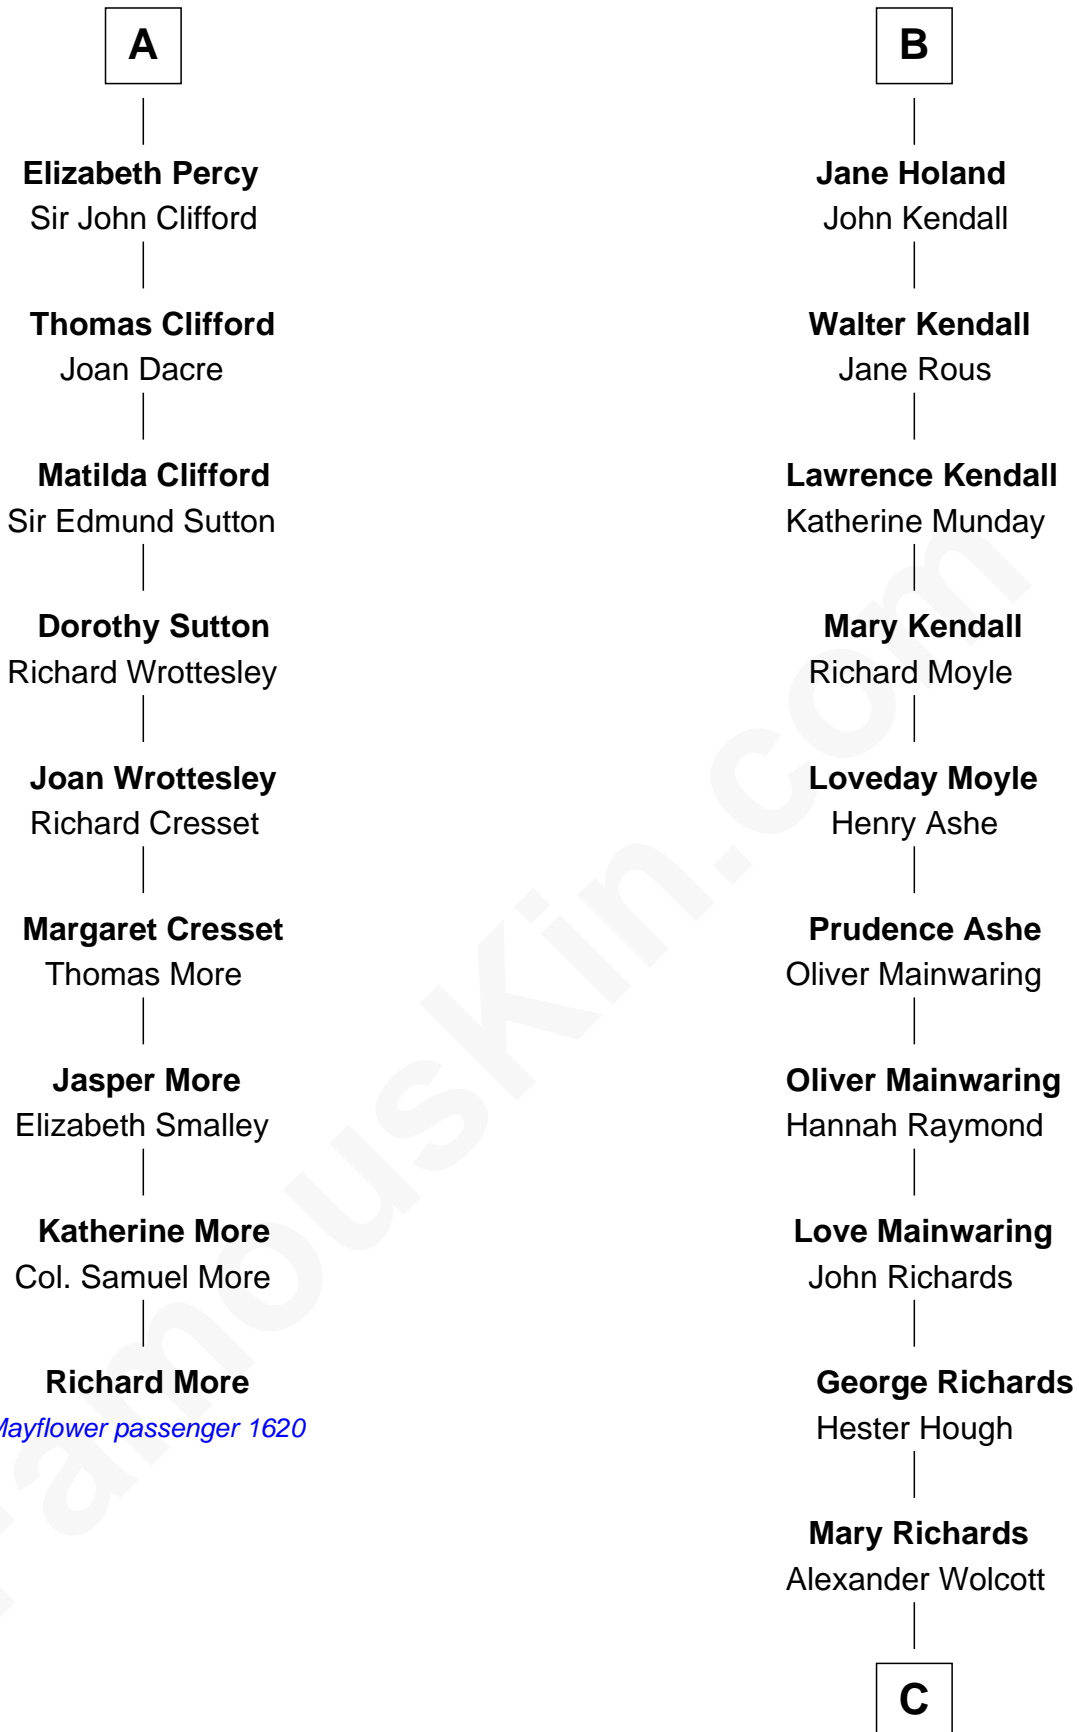 A
Elizabeth Percy
Sir John Clifford
Thomas Clifford
Joan Dacre
Matilda Clifford
Sir Edmund Sutton
Dorothy Sutton
Richard Wrottesley
Joan Wrottesley
Richard Cresset
Margaret Cresset
Thomas More
Jasper More
Elizabeth Smalley
Katherine More
Col. Samuel More
Richard More
Mayflower passenger 1620
B
Jane Holand
John Kendall
Walter Kendall
Jane Rous
Lawrence Kendall
Katherine Munday
Mary Kendall
Richard Moyle
Loveday Moyle
Henry Ashe
Prudence Ashe
Oliver Mainwaring
Oliver Mainwaring
Hannah Raymond
Love Mainwaring
John Richards
George Richards
Hester Hough
Mary Richards
Alexander Wolcott
C
FamousKin.com